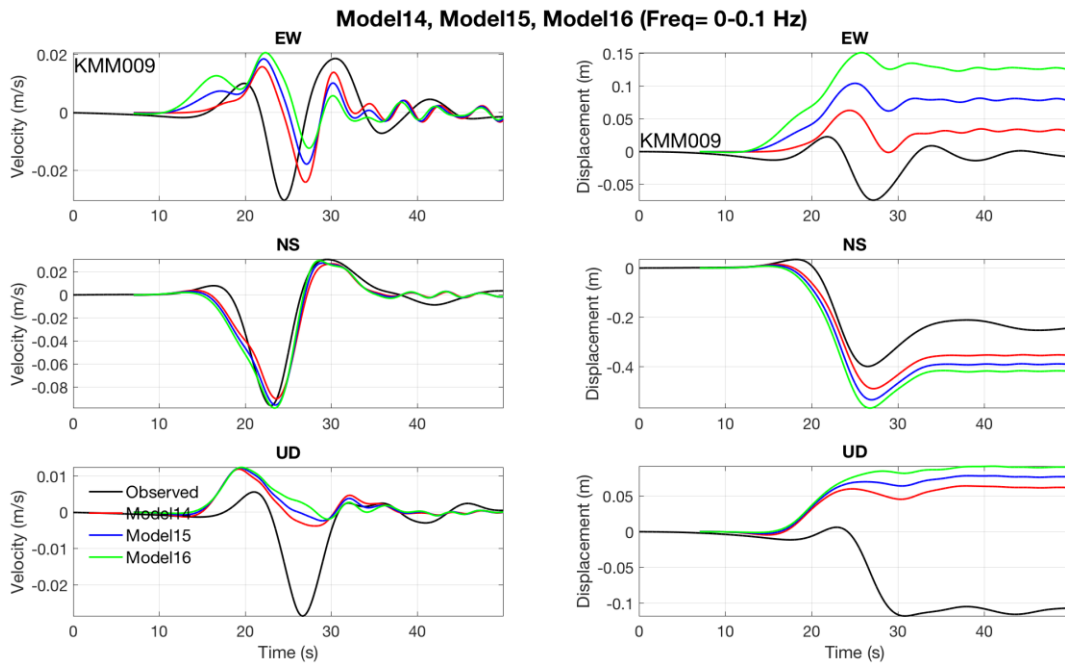 Model14, Model15, Model16 (Freq= 0-0.1 Hz)
EW
KMM009
0.02
0
-0.02
Velocity (m/s)
0 10 20 30 40
EW
KMM009
0.15
0.1
0.05
0
-0.05
Displacement (m)
0 10 20 30 40
NS
0.02
0
-0.02
-0.04
-0.06
-0.08
Velocity (m/s)
0 10 20 30 40
NS
0
-0.2
-0.4
Displacement (m)
0 10 20 30 40
UD
0.01
0
-0.01
-0.02
Velocity (m/s)
Observed
Model14
Model15
Model16
0 10 20 30 40
Time (s)
UD
0.05
0
-0.05
-0.1
Displacement (m)
0 10 20 30 40
Time (s)